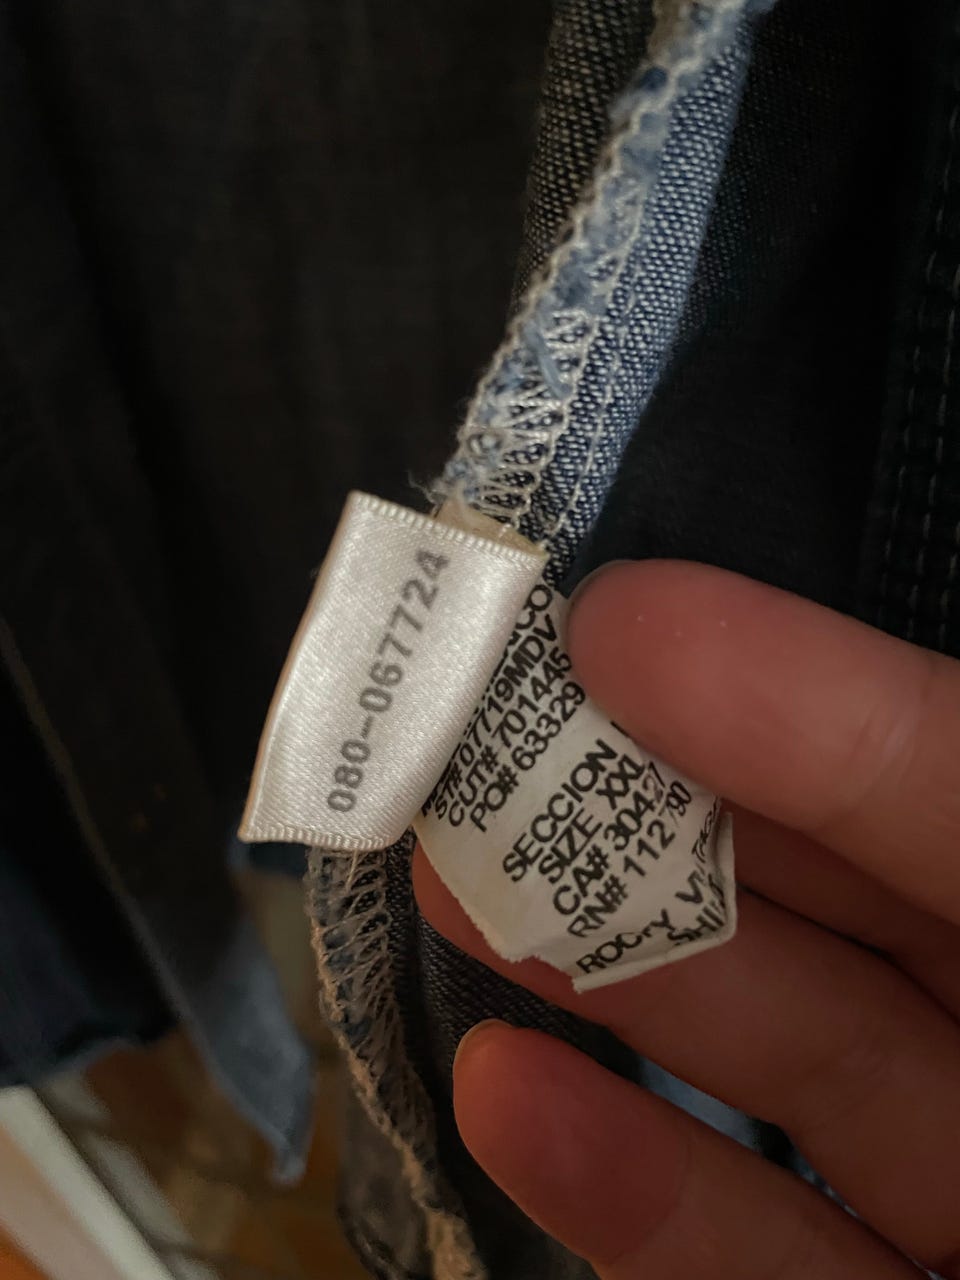 080-067724
ST# 07719MDV
CUT# 701445
PO# 63329
SECCION
SIZE XXL
CA# 30427
RN# 112790